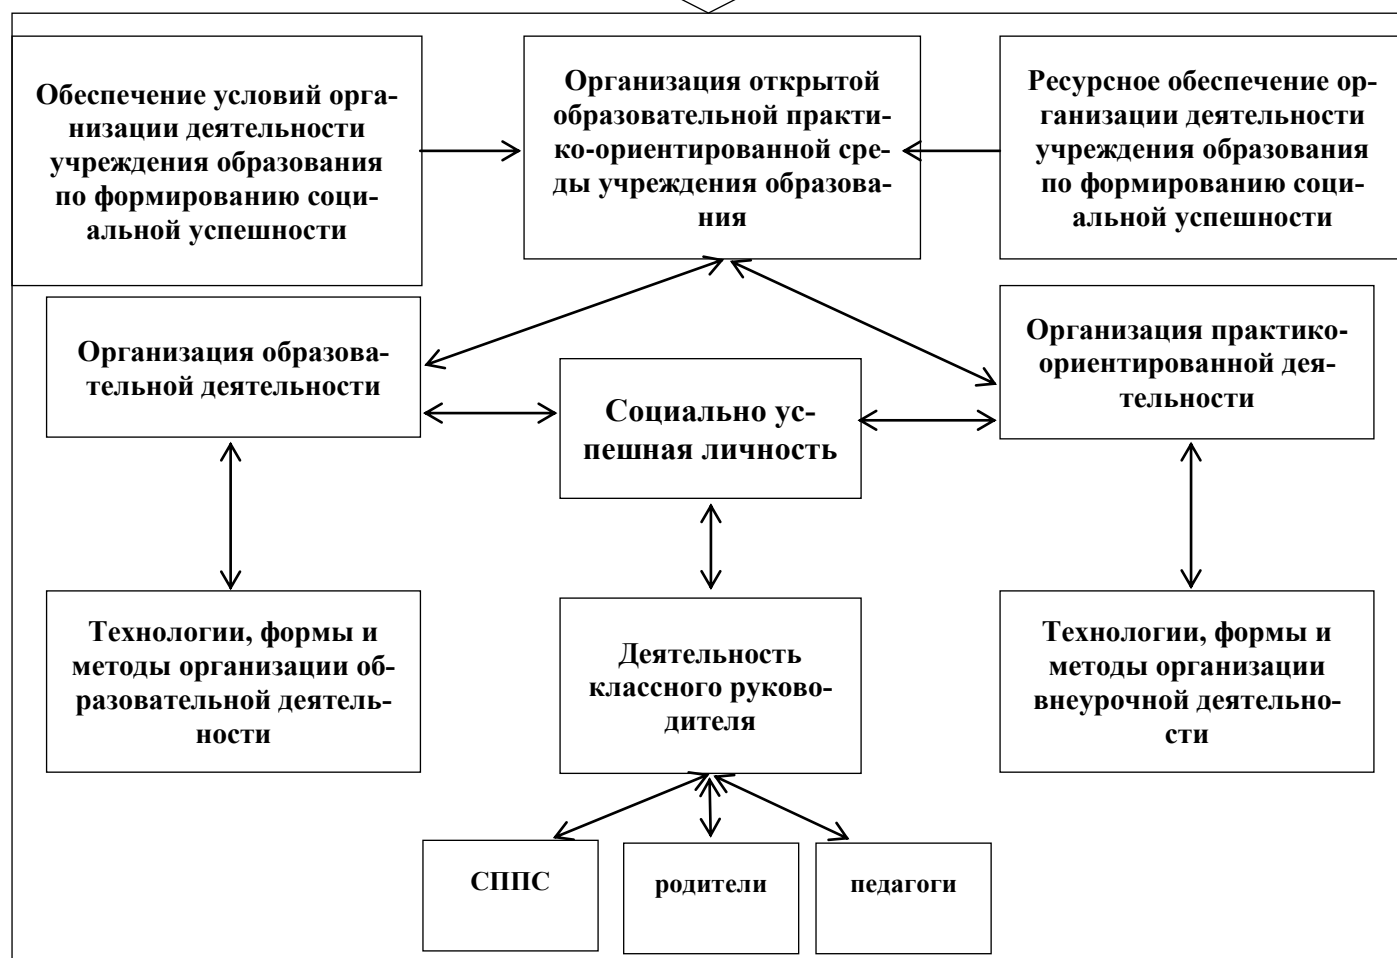 Обеспечение условий орга-
низации деятельности
учреждения образования
по формированию соци-
альной успешности
Организация открытой
образовательной практи-
ко-ориентированной сре-
ды учреждения образова-
ния
Ресурсное обеспечение ор-
ганизации деятельности
учреждения образования
по формированию соци-
альной успешности
Организация образова-
тельной деятельности
Социально ус-
пешная личность
Организация практико-
ориентированной дея-
тельности
Технологии, формы и
методы организации об-
разовательной деятель-
ности
Деятельность
классного руково-
дителя
Технологии, формы и
методы организации
внеурочной деятельно-
сти
СППС
родители
педагоги